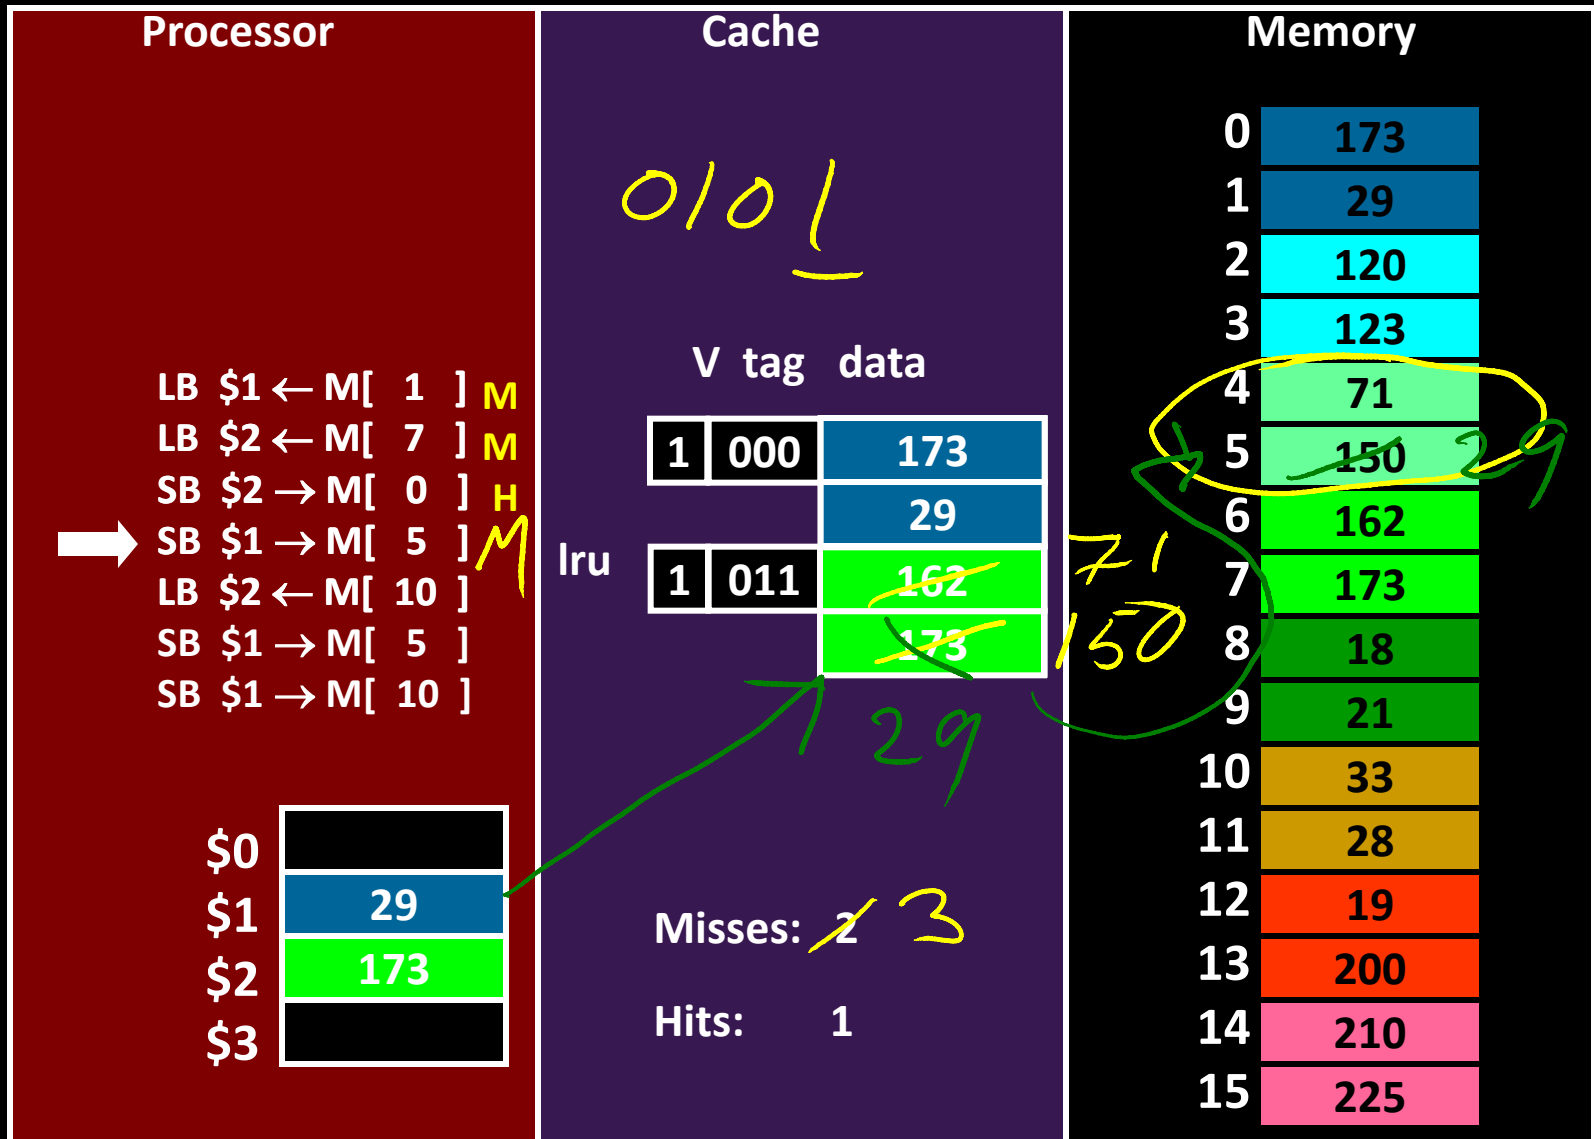 Processor
LB $1 ← M[ 1 ] M
LB $2 ← M[ 7 ] M
SB $2 → M[ 0 ] H
SB $1 → M[ 5 ] M
LB $2 ← M[ 10 ]
SB $1 → M[ 5 ]
SB $1 → M[ 10 ]
$0
$1 29
$2 173
$3
Cache
0101
V tag data
1 000 173
29
lru 1 011 162 71
173 150
29
Misses: 2 3
Hits: 1
Memory
0 173
1 29
2 120
3 123
4 71
5 150 29
6 162
7 173
8 18
9 21
10 33
11 28
12 19
13 200
14 210
15 225